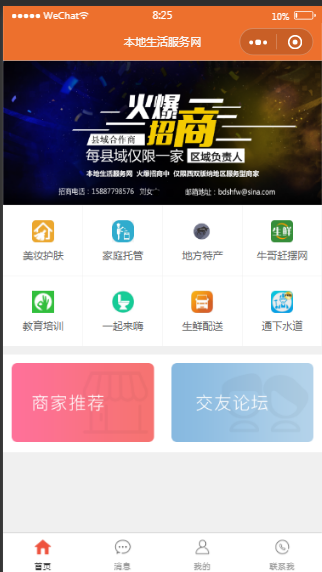 ●●●●● WeChat 8:25 10%
本地生活服务网
火爆
招商
县域合作商
每县域仅限一家 区域负责人
本地生活服务网 火爆招商中 仅限西双版纳地区服务型商家
招商电话:15887798576 刘女
邮箱地址:bdshfw@sina.com
美妆护肤 家庭托管 地方特产 牛哥赶摆网
生鲜
教育培训 一起来嗨 生鲜配送 通下水道
商家推荐 交友论坛
首页 消息 我的 联系我